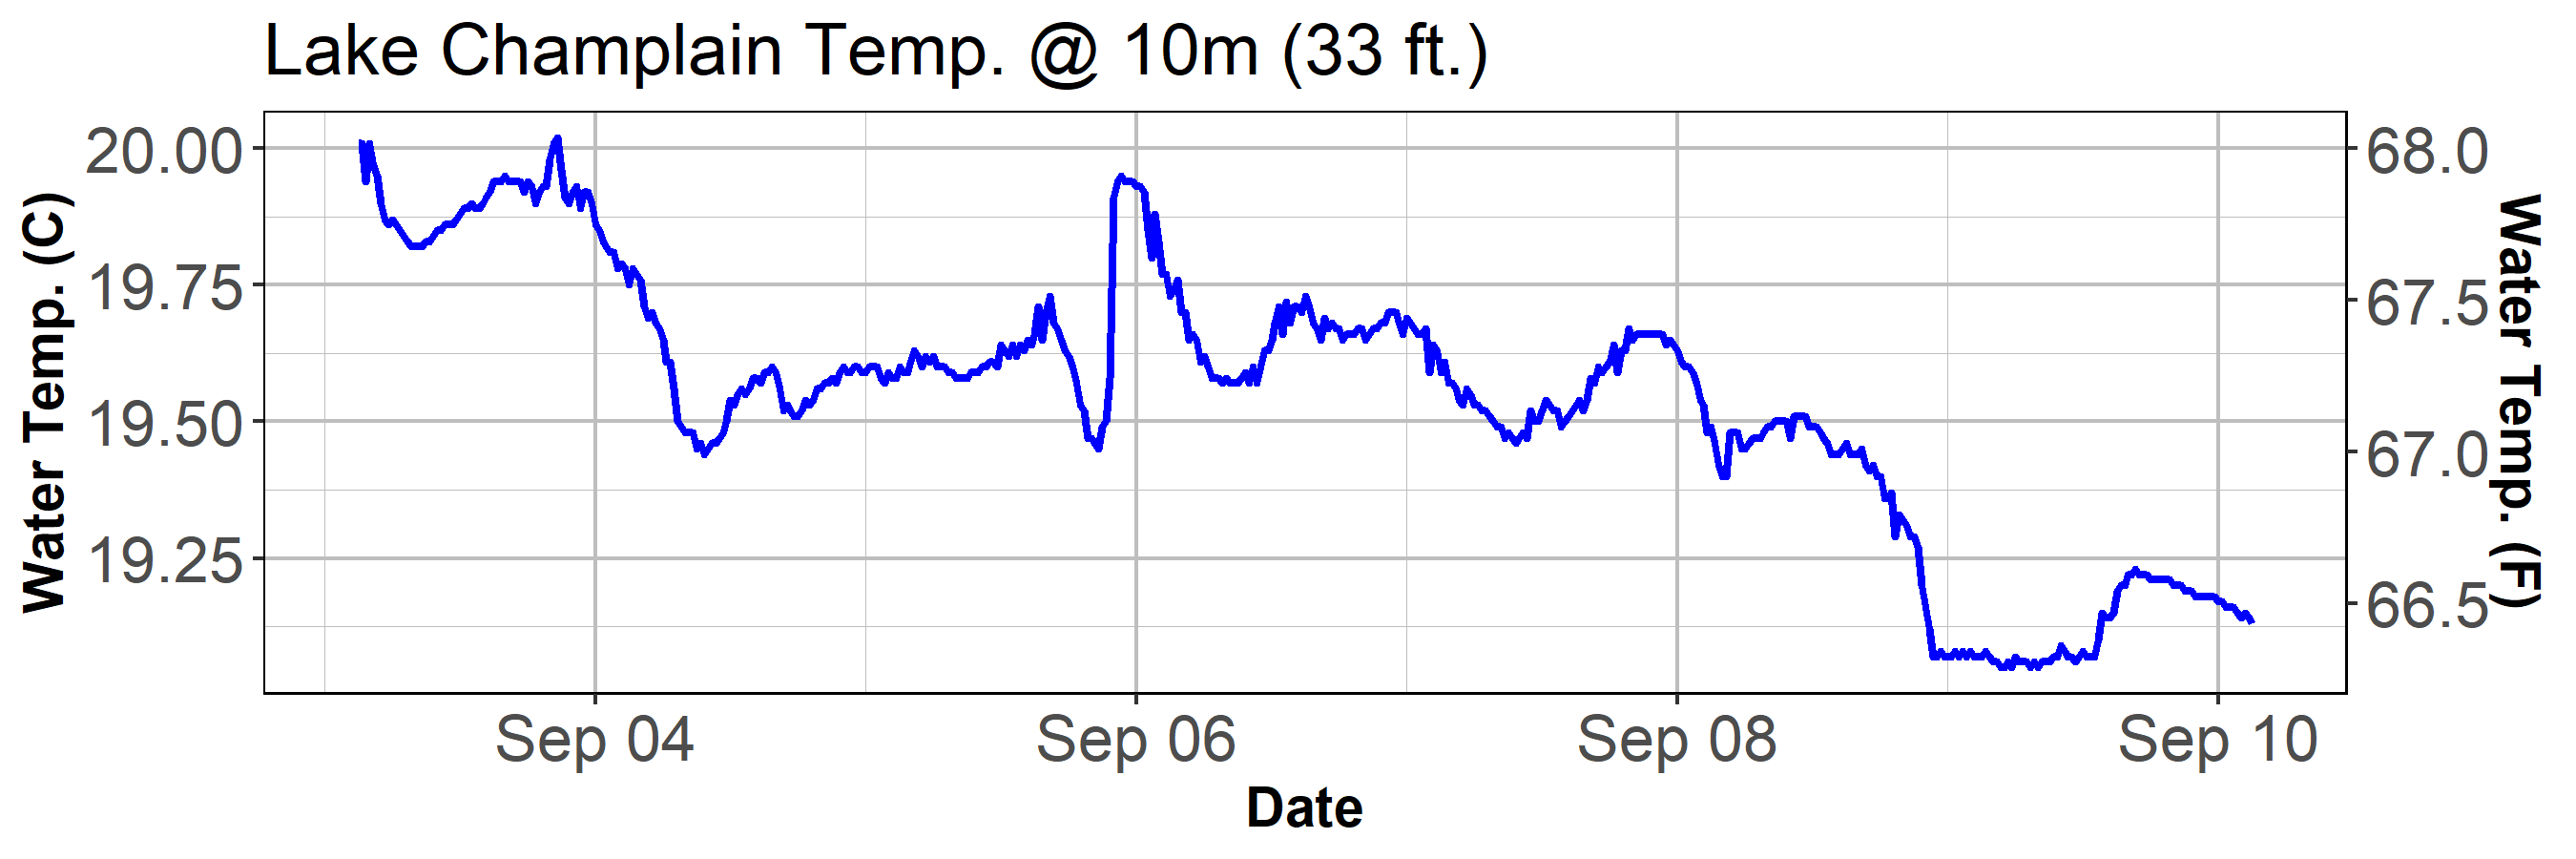 Lake Champlain Temp. @ 10m (33 ft.)
Water Temp. (C)
20.00
19.75
19.50
19.25
68.0
67.5
67.0
66.5
Water Temp. (F)
Sep 04 Sep 06 Sep 08 Sep 10
Date